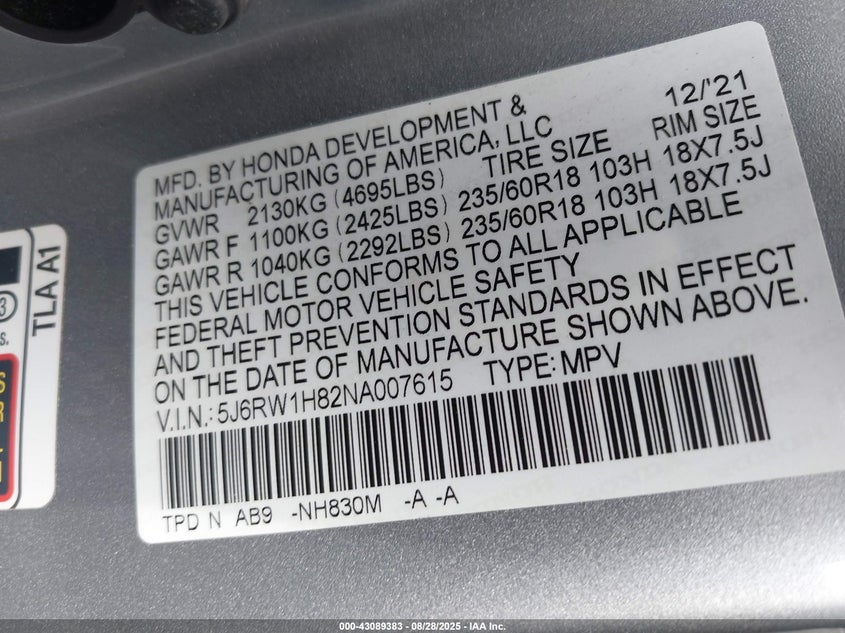 12/'21
MFD. BY HONDA DEVELOPMENT &
MANUFACTURING OF AMERICA, LLC TIRE SIZE RIM SIZE
GVWR 2130KG (4695LBS)
GAWR F 1100KG (2425LBS) 235/60R18 103H 18X7.5J
GAWR R 1040KG (2292LBS) 235/60R18 103H 18X7.5J
THIS VEHICLE CONFORMS TO ALL APPLICABLE
FEDERAL MOTOR VEHICLE SAFETY
AND THEFT PREVENTION STANDARDS IN EFFECT
ON THE DATE OF MANUFACTURE SHOWN ABOVE.
V.I.N.: 5J6RW1H82NA007615 TYPE: MPV
TPD N AB9 -NH830M -A -A
TLA A1
000-43089383 - 08/28/2025 - IAA Inc.